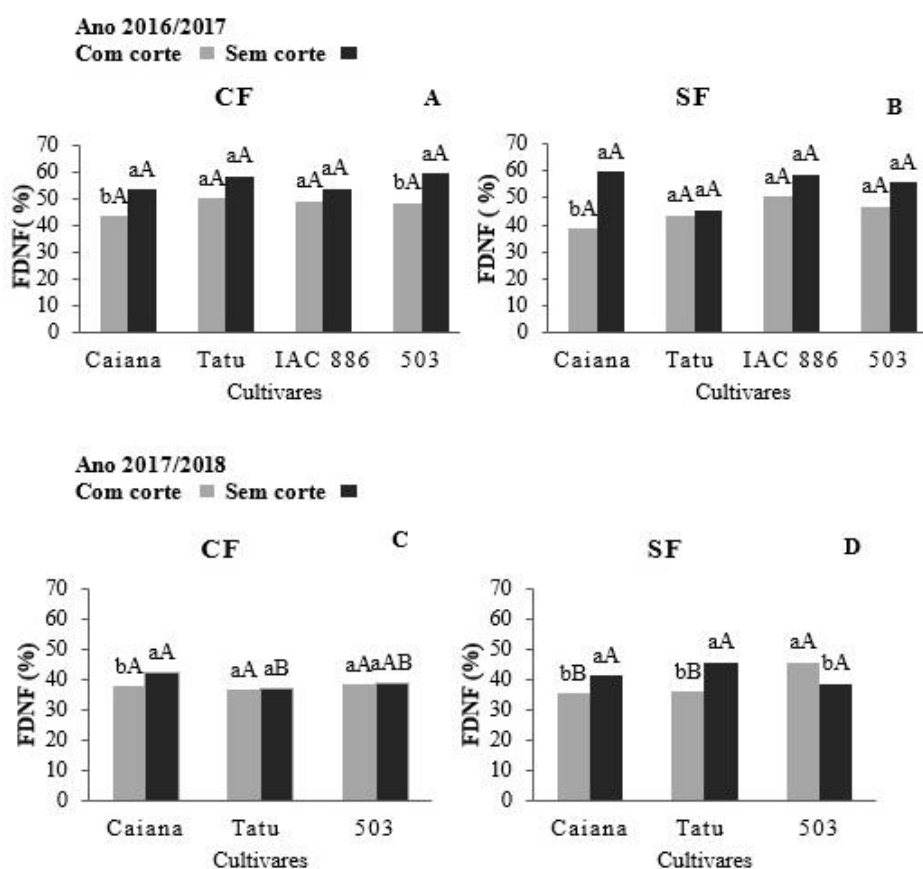 Ano 2016/2017
Com corte Sem corte
CF A
FDNF( %)
70
60
50
40
30
20
10
0
bA aA aA aA aA aA bA aA
Caiana Tatu IAC 886 503
Cultivares
SF B
FDNF ( %)
70
60
50
40
30
20
10
0
bA aA aA aA aA aA aA aA
Caiana Tatu IAC 886 503
Cultivares
Ano 2017/2018
Com corte Sem corte
CF C
FDNF (%)
70
60
50
40
30
20
10
0
bA aA aA aB aA aAB
Caiana Tatu 503
Cultivares
SF D
FDNF (%)
70
60
50
40
30
20
10
0
bB aA bB aA aA bA
Caiana Tatu 503
Cultivares